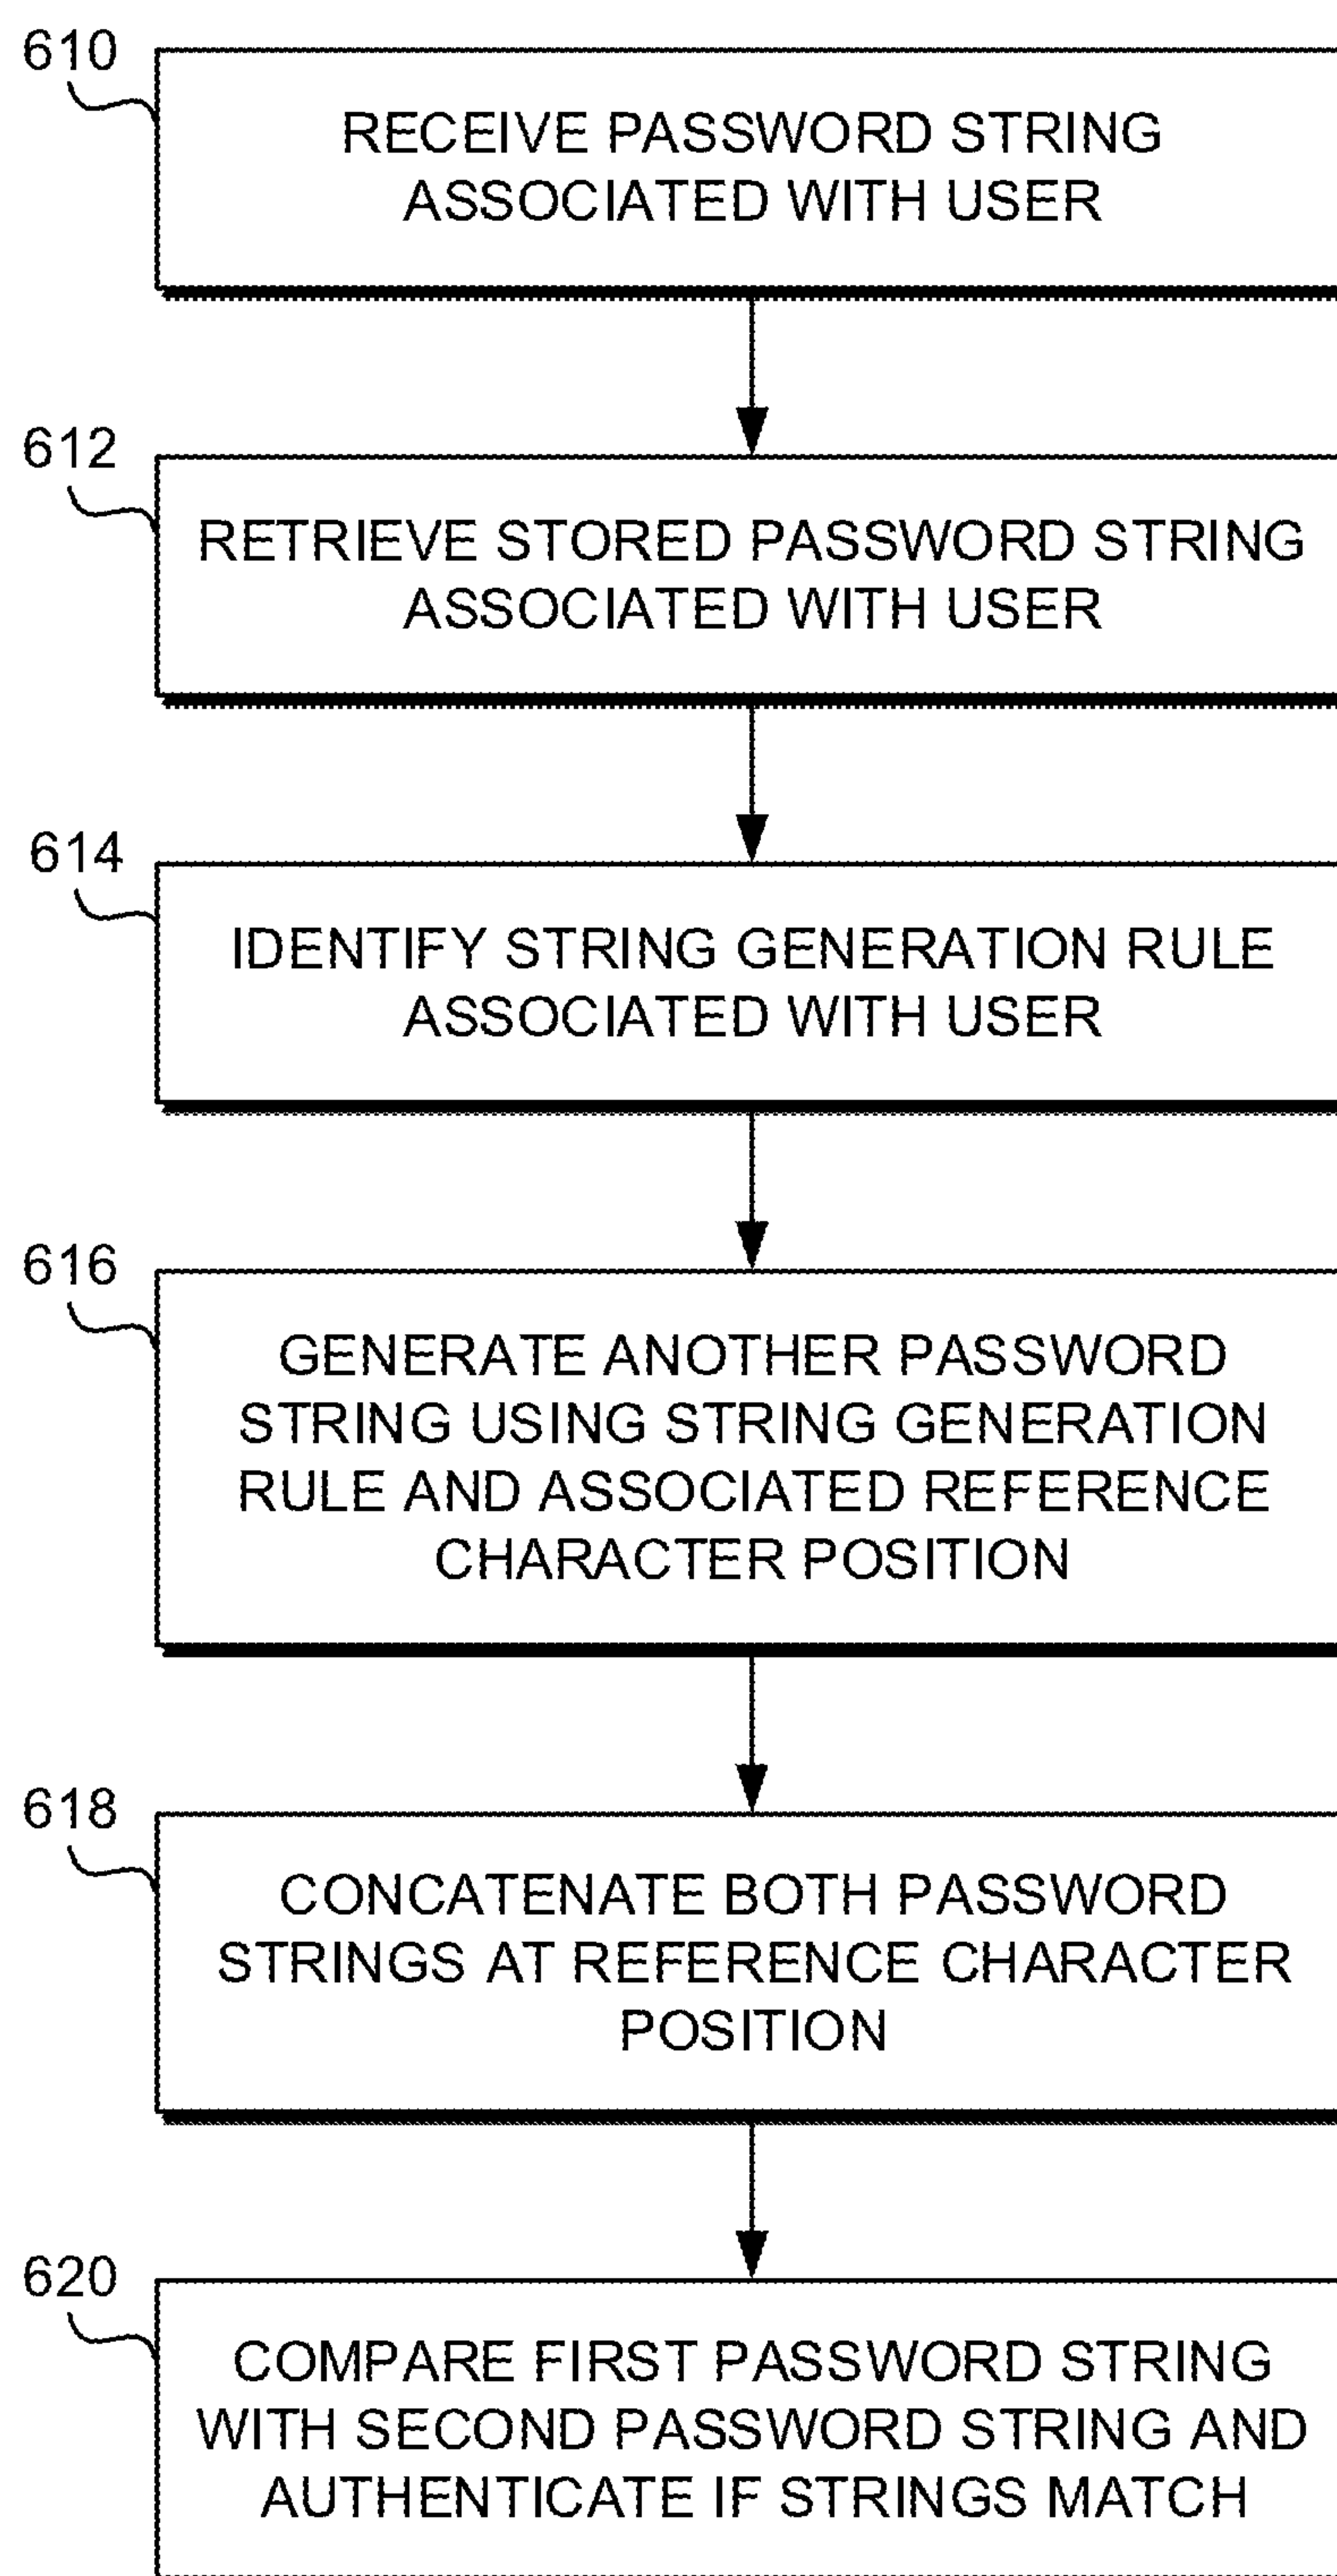 610
RECEIVE PASSWORD STRING
ASSOCIATED WITH USER
612
RETRIEVE STORED PASSWORD STRING
ASSOCIATED WITH USER
614
IDENTIFY STRING GENERATION RULE
ASSOCIATED WITH USER
616
GENERATE ANOTHER PASSWORD
STRING USING STRING GENERATION
RULE AND ASSOCIATED REFERENCE
CHARACTER POSITION
618
CONCATENATE BOTH PASSWORD
STRINGS AT REFERENCE CHARACTER
POSITION
620
COMPARE FIRST PASSWORD STRING
WITH SECOND PASSWORD STRING AND
AUTHENTICATE IF STRINGS MATCH